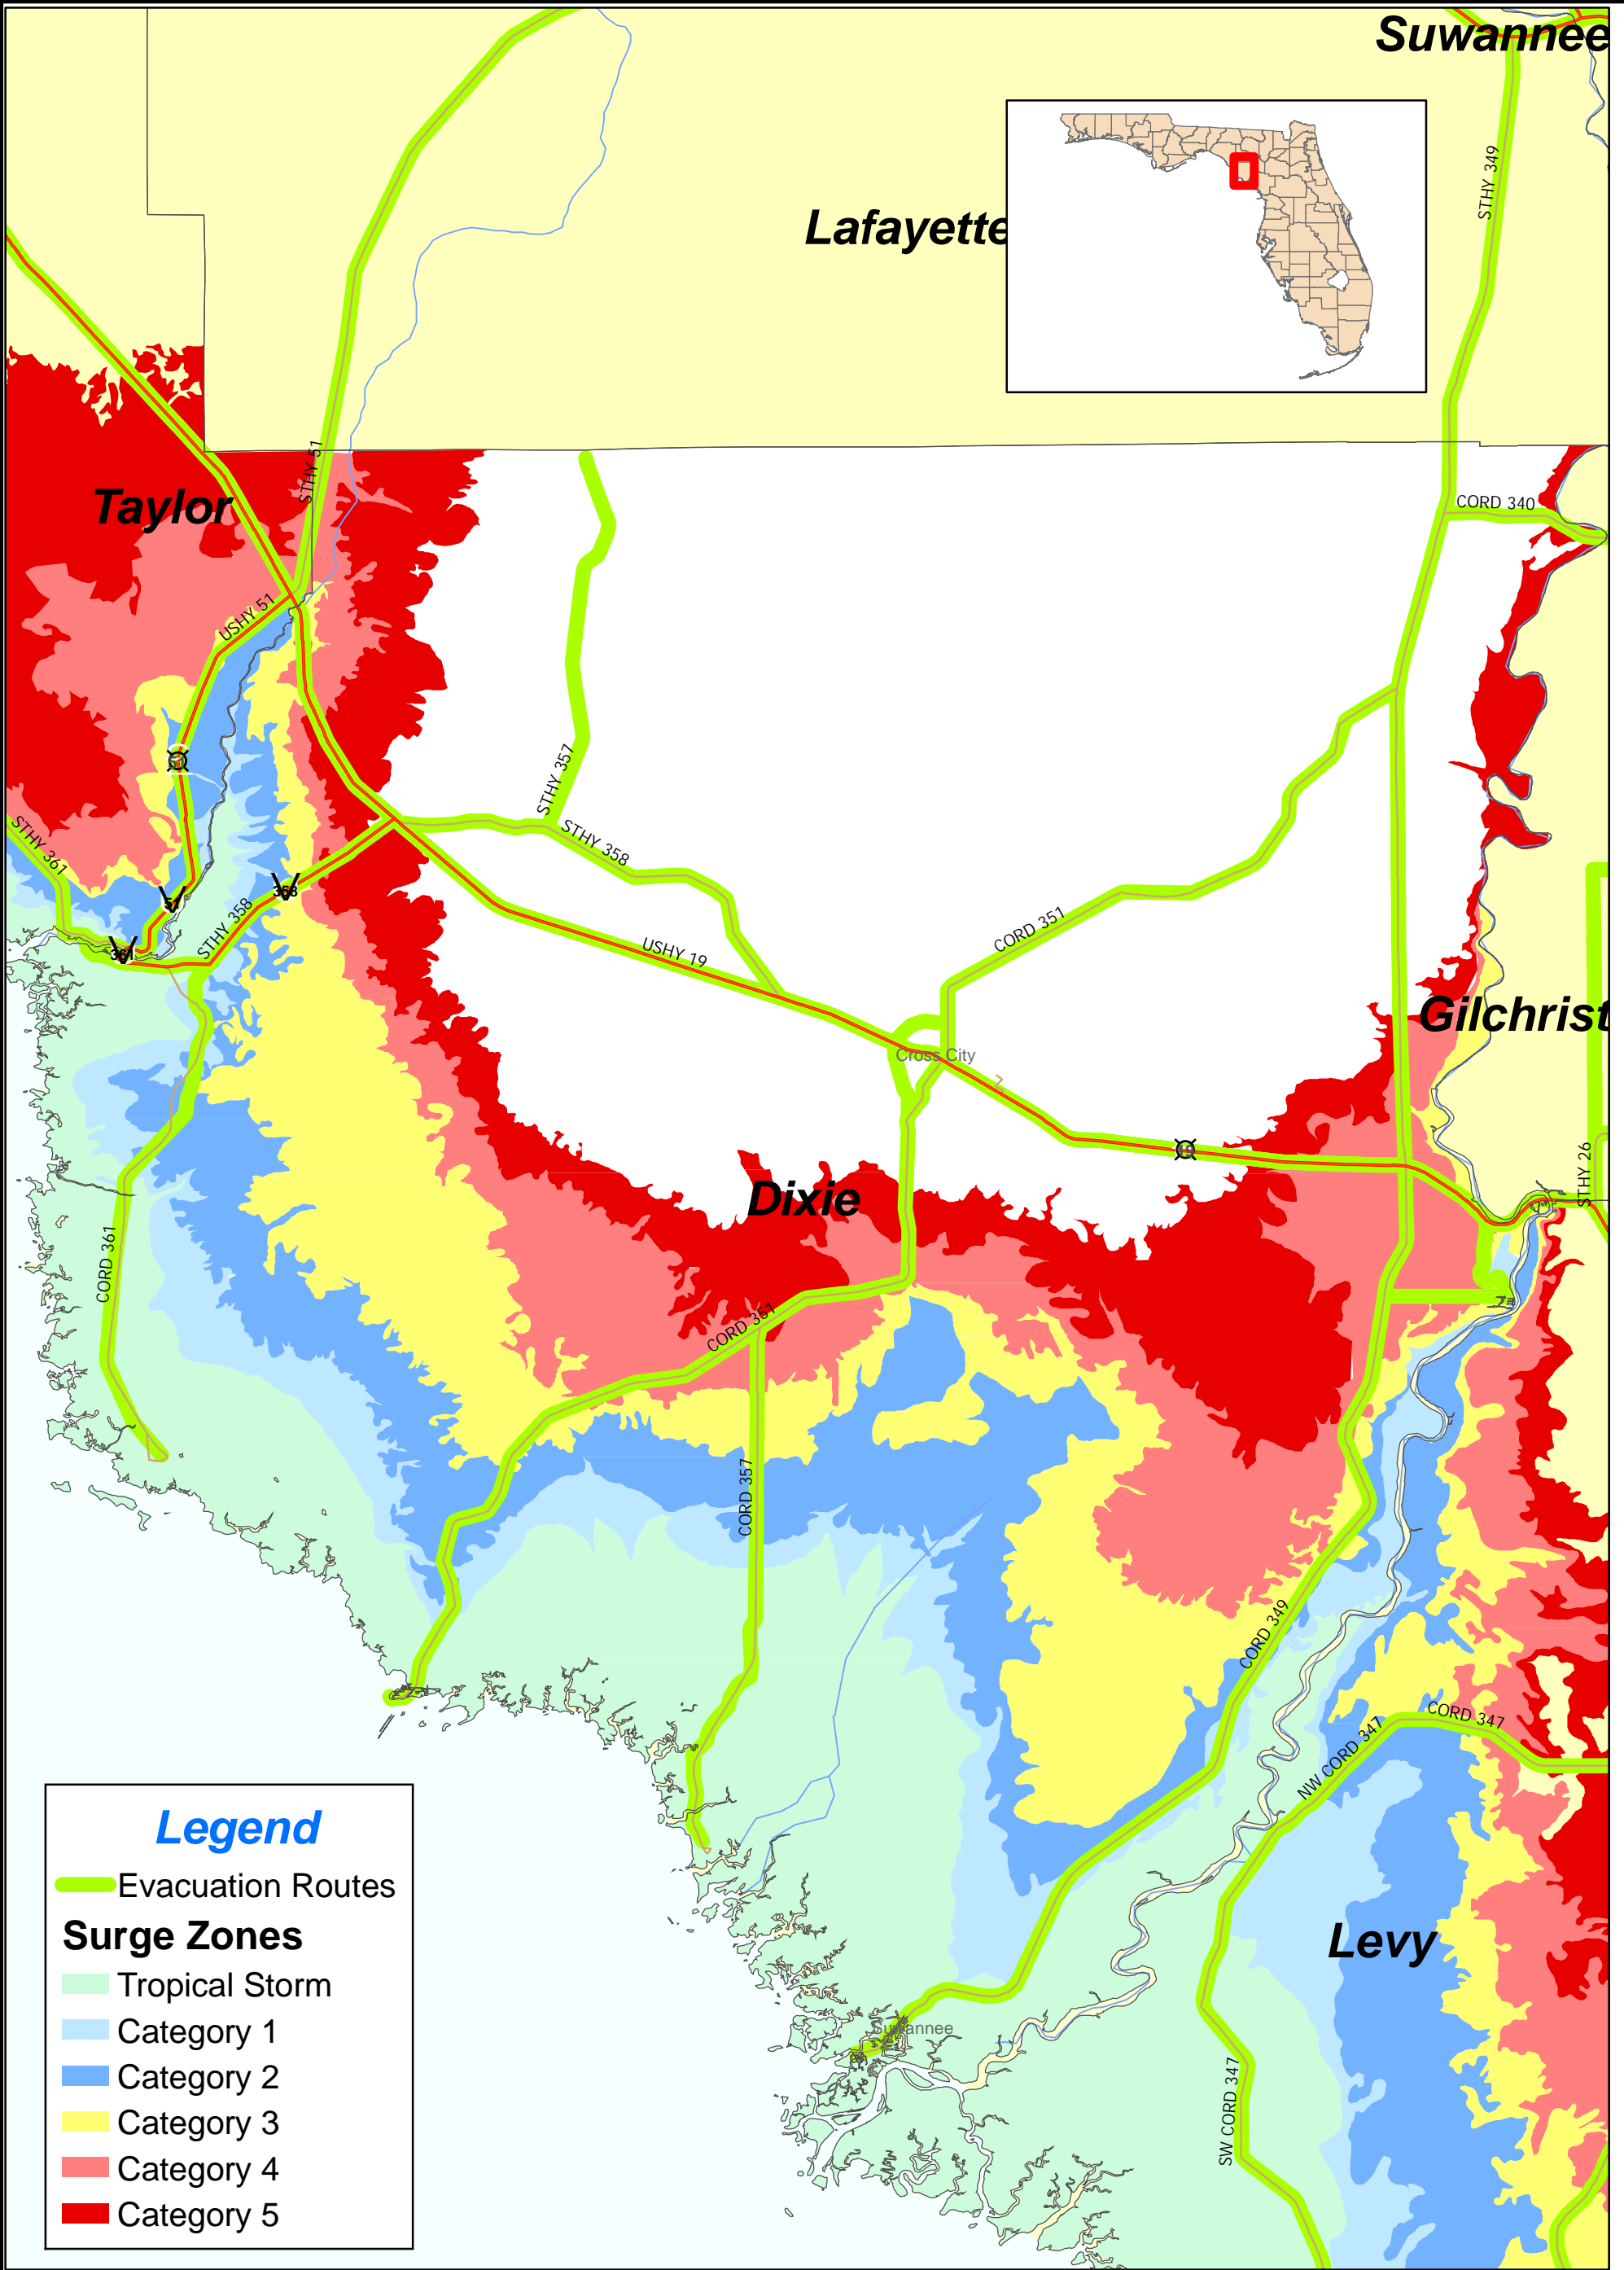 Suwannee
STHY 349
Lafayette
STHY 51
Taylor
CORD 340
USHY 51
STHY 357
STHY 358
STHY 361
51
358
STHY 358
361
USHY 19
CORD 351
Gilchrist
Cross City
19
STHY 26
Dixie
CORD 361
CORD 351
CORD 357
CORD 349
CORD 347
NW CORD 347
Levy
Suwannee
SW CORD 347
Legend
Evacuation Routes
Surge Zones
Tropical Storm
Category 1
Category 2
Category 3
Category 4
Category 5